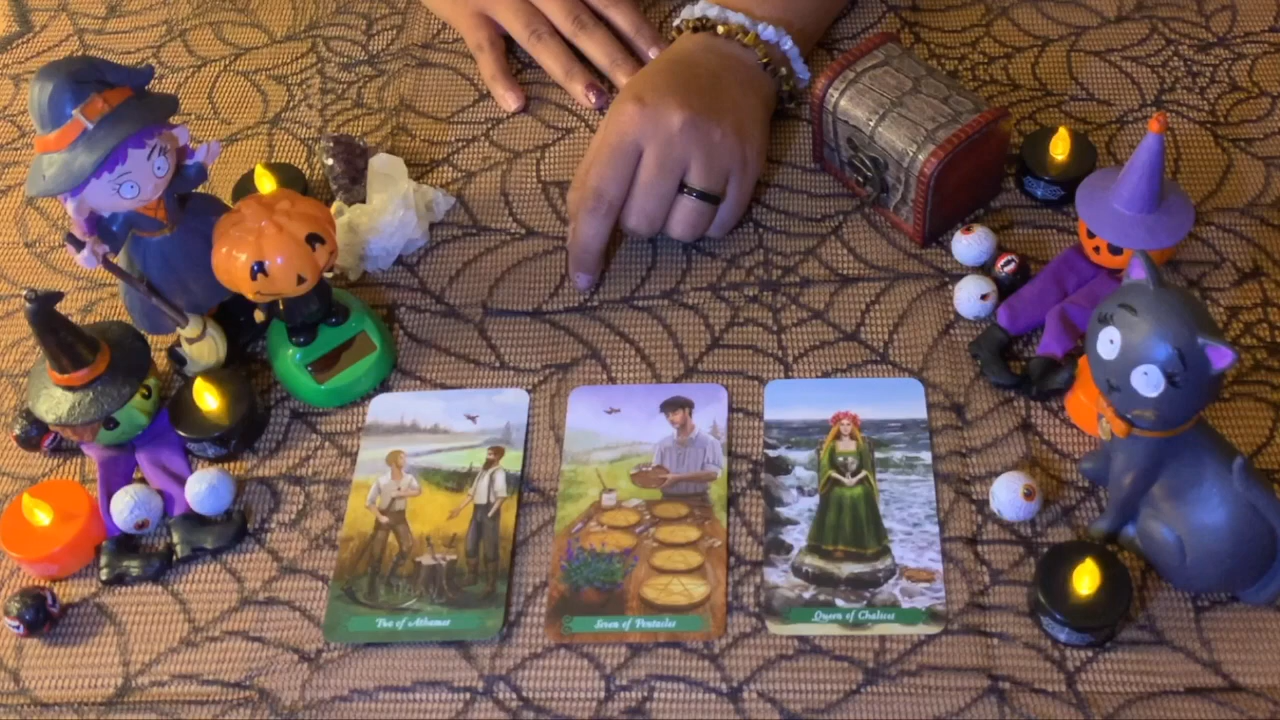 Two of Athames
Seven of Pentacles
Queen of Chalices